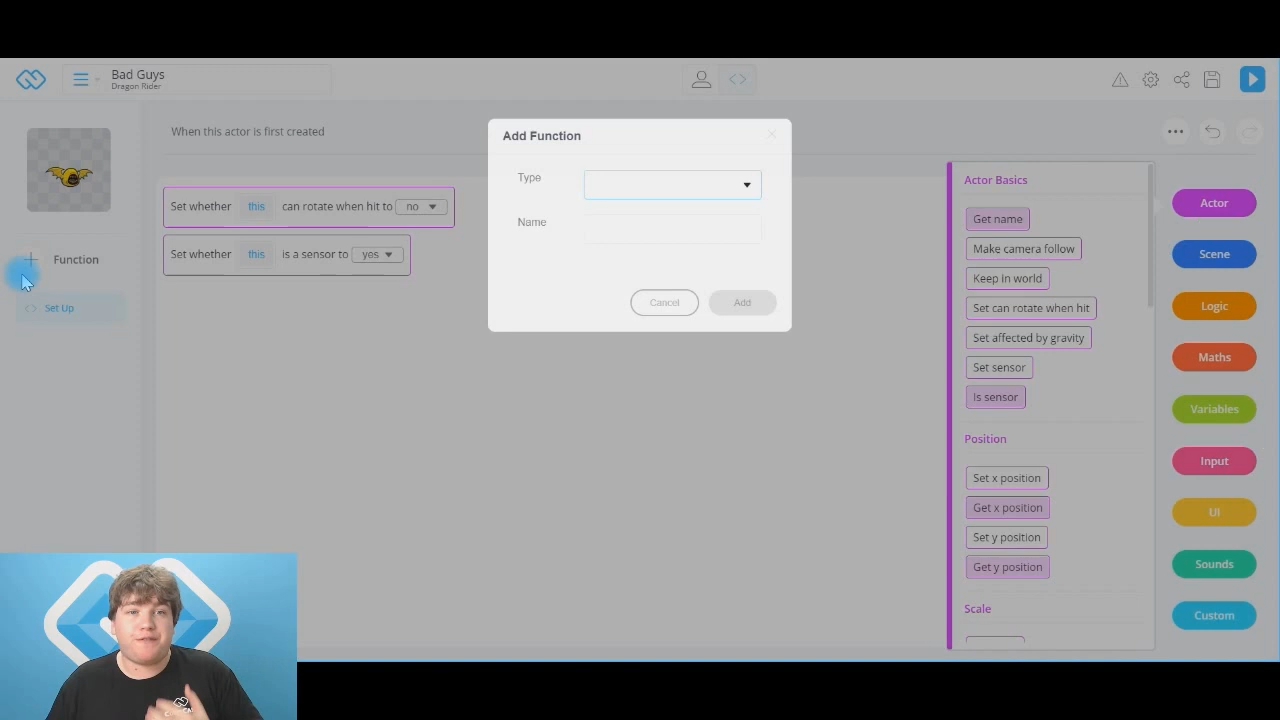 Bad Guys
Dragon Rider
When this actor is first created
Set whether this can rotate when hit to no
Set whether this is a sensor to yes
Function
Set Up
Add Function
Type
Name
Cancel
Add
Actor Basics
Get name
Make camera follow
Keep in world
Set can rotate when hit
Set affected by gravity
Set sensor
Is sensor
Position
Set x position
Get x position
Set y position
Get y position
Scale
Actor
Scene
Logic
Maths
Variables
Input
UI
Sounds
Custom